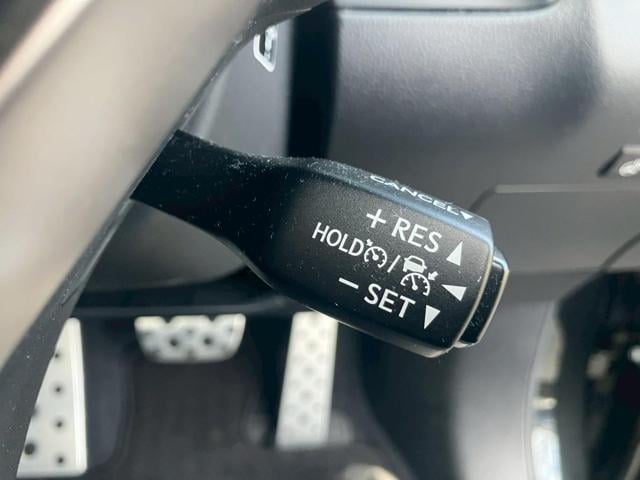 CANCEL▼
+ RES ▲
HOLD / ◀
− SET ▼